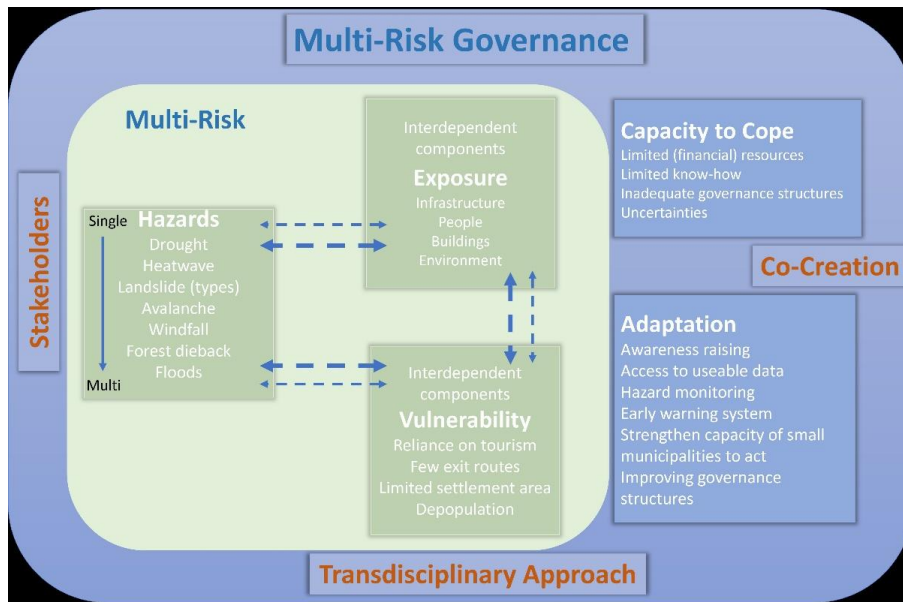 Multi-Risk Governance
Multi-Risk
Stakeholders
Single
Multi
Hazards
Drought
Heatwave
Landslide (types)
Avalanche
Windfall
Forest dieback
Floods
Interdependent
components
Exposure
Infrastructure
People
Buildings
Environment
Interdependent
components
Vulnerability
Reliance on tourism
Few exit routes
Limited settlement area
Depopulation
Capacity to Cope
Limited (financial) resources
Limited know-how
Inadequate governance structures
Uncertainties
Co-Creation
Adaptation
Awareness raising
Access to useable data
Hazard monitoring
Early warning system
Strengthen capacity of small
municipalities to act
Improving governance
structures
Transdisciplinary Approach